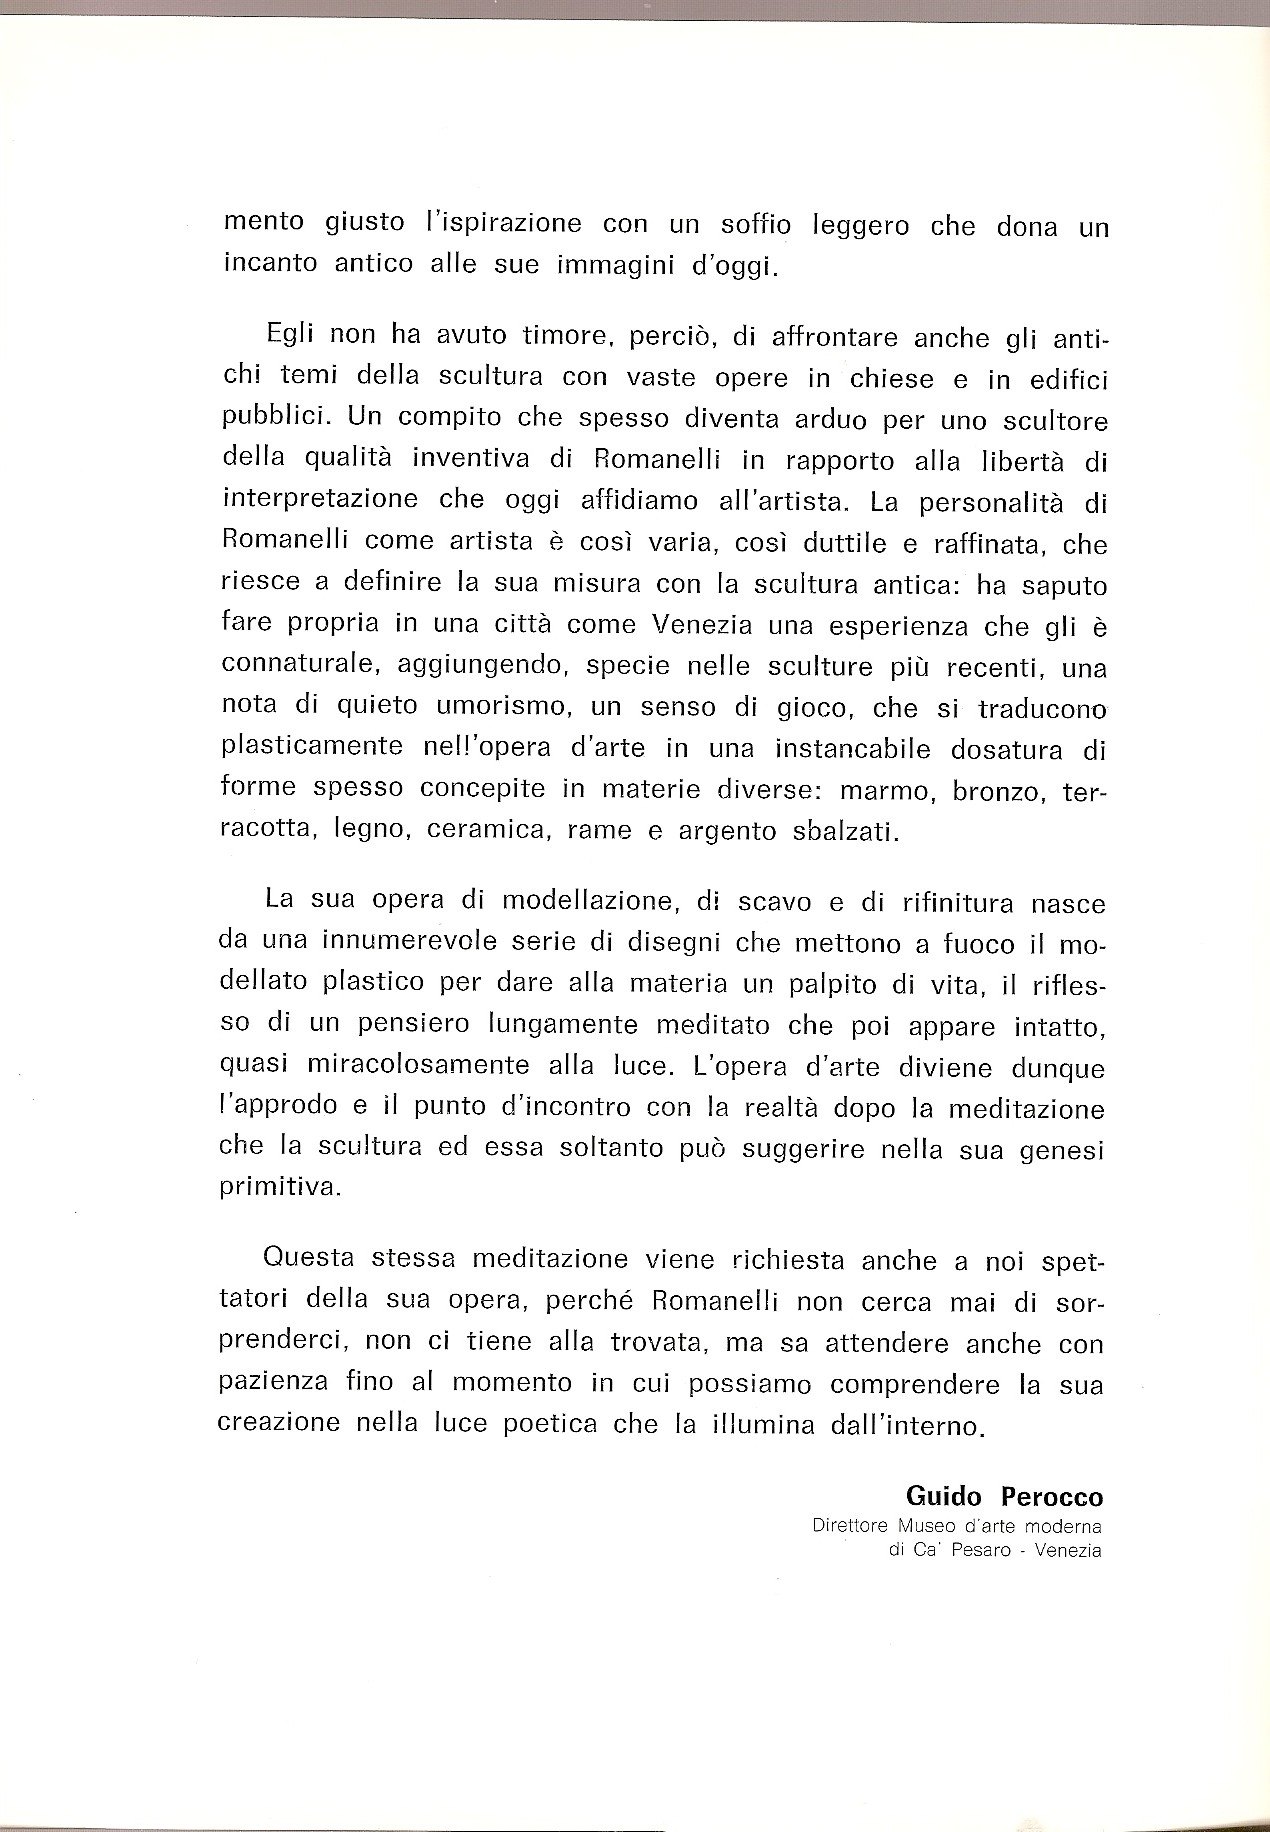 mento giusto l'ispirazione con un soffio leggero che dona un
incanto antico alle sue immagini d'oggi.
Egli non ha avuto timore, perciò, di affrontare anche gli anti-
chi temi della scultura con vaste opere in chiese e in edifici
pubblici. Un compito che spesso diventa arduo per uno scultore
della qualità inventiva di Romanelli in rapporto alla libertà di
interpretazione che oggi affidiamo all'artista. La personalità di
Romanelli come artista è così varia, così duttile e raffinata, che
riesce a definire la sua misura con la scultura antica: ha saputo
fare propria in una città come Venezia una esperienza che gli è
connaturale, aggiungendo, specie nelle sculture più recenti, una
nota di quieto umorismo, un senso di gioco, che si traducono
plasticamente nell'opera d'arte in una instancabile dosatura di
forme spesso concepite in materie diverse: marmo, bronzo, ter-
racotta, legno, ceramica, rame e argento sbalzati.
La sua opera di modellazione, di scavo e di rifinitura nasce
da una innumerevole serie di disegni che mettono a fuoco il mo-
dellato plastico per dare alla materia un palpito di vita, il rifles-
so di un pensiero lungamente meditato che poi appare intatto,
quasi miracolosamente alla luce. L'opera d'arte diviene dunque
l'approdo e il punto d'incontro con la realtà dopo la meditazione
che la scultura ed essa soltanto può suggerire nella sua genesi
primitiva.
Questa stessa meditazione viene richiesta anche a noi spet-
tatori della sua opera, perché Romanelli non cerca mai di sor-
prenderci, non ci tiene alla trovata, ma sa attendere anche con
pazienza fino al momento in cui possiamo comprendere la sua
creazione nella luce poetica che la illumina dall'interno.
Guido Perocco
Direttore Museo d'arte moderna
di Ca' Pesaro - Venezia